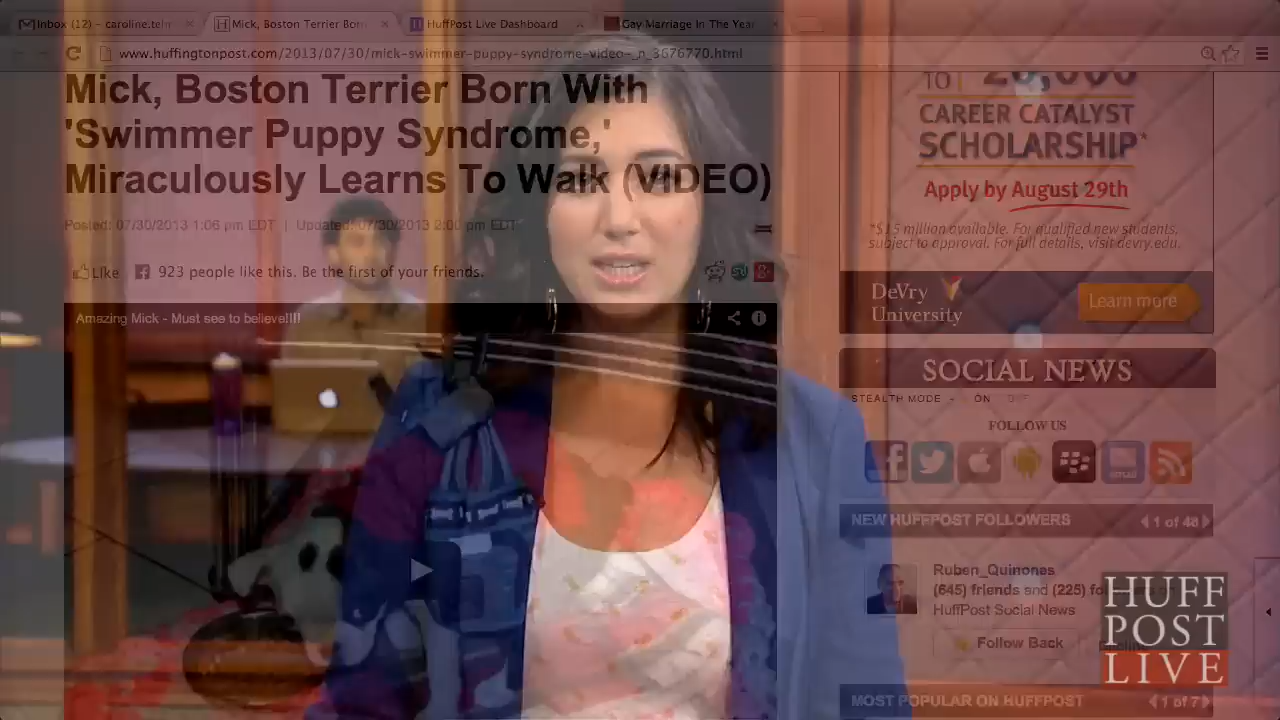 Inbox (12) – caroline.teln
Mick, Boston Terrier Born
HuffPost Live Dashboard
Gay Marriage In The Year
www.huffingtonpost.com/2013/07/30/mick-swimmer-puppy-syndrome-video-_n_3676770.html
Mick, Boston Terrier Born With
'Swimmer Puppy Syndrome,'
Miraculously Learns To Walk (VIDEO)
Posted: 07/30/2013 1:06 pm EDT | Updated: 07/30/2013 2:00 pm EDT
Like
923 people like this. Be the first of your friends.
Amazing Mick - Must see to believe!!!!
TO
CAREER CATALYST
SCHOLARSHIP*
Apply by August 29th
*$15 million available. For qualified new students,
subject to approval. For full details, visit devry.edu.
DeVry
University
Learn more
SOCIAL NEWS
STEALTH MODE - ON OFF
FOLLOW US
NEW HUFFPOST FOLLOWERS
1 of 48
Ruben_Quinones
(645) friends and (225)
HuffPost Social News
Follow Back
MOST POPULAR ON HUFFPOST
1 of 7
HUFF
POST
LIVE